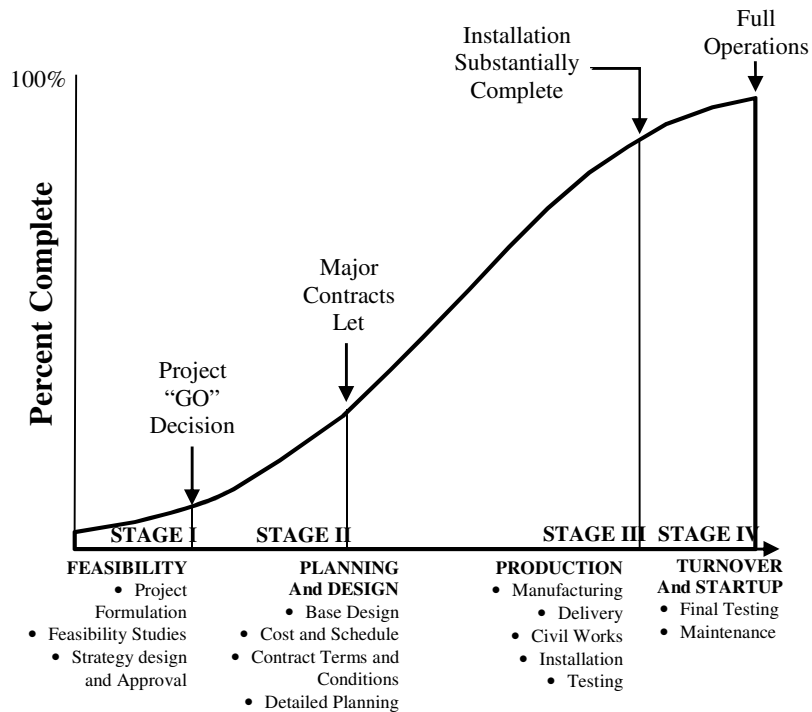 Full
Operations
Installation
Substantially
Complete
100%
Percent Complete
Major
Contracts
Let
Project
“GO”
Decision
STAGE I
STAGE II
STAGE III
STAGE IV
FEASIBILITY
• Project
Formulation
• Feasibility Studies
• Strategy design
and Approval
PLANNING
And DESIGN
• Base Design
• Cost and Schedule
• Contract Terms and
Conditions
• Detailed Planning
PRODUCTION
• Manufacturing
• Delivery
• Civil Works
• Installation
• Testing
TURNOVER
And STARTUP
• Final Testing
• Maintenance